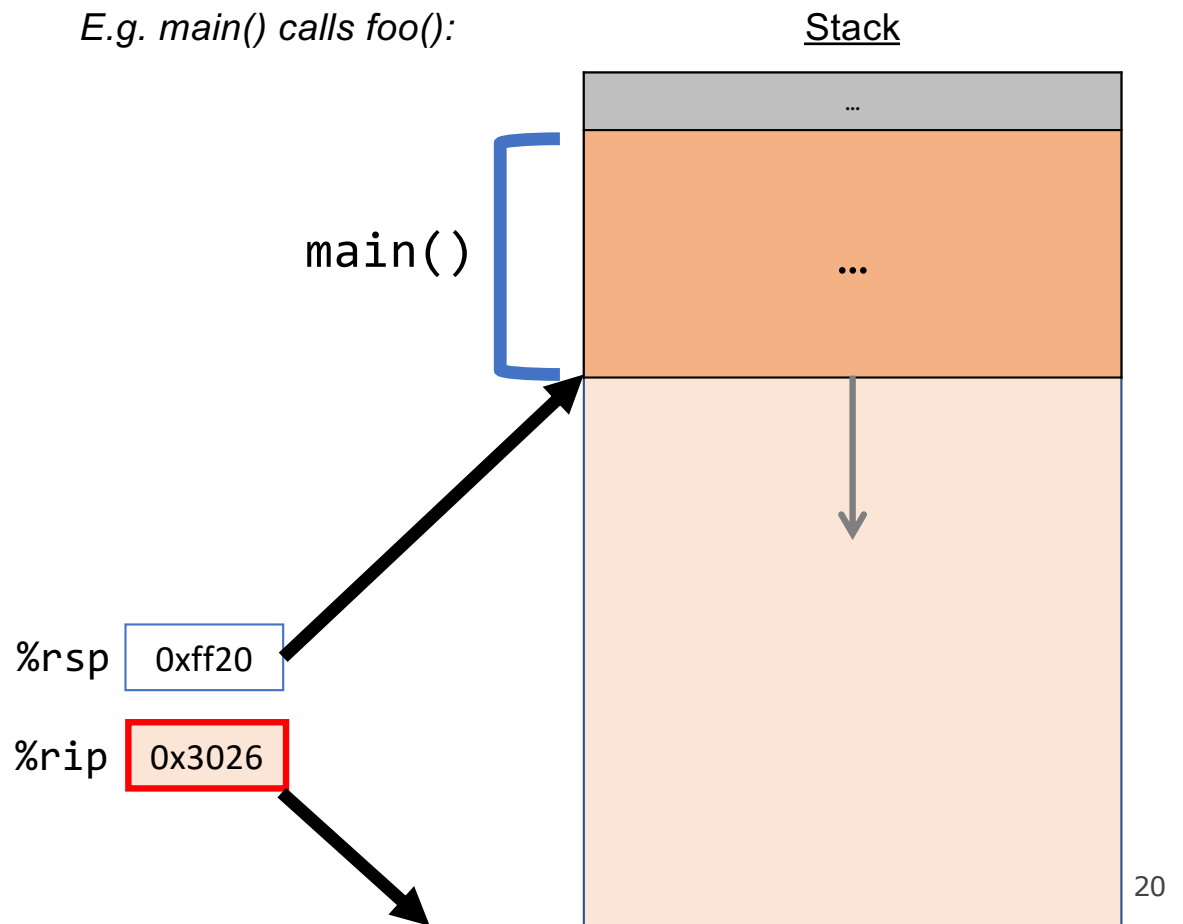 E.g. main() calls foo():
Stack
...
main()
...
%rsp 0xff20
%rip 0x3026
20